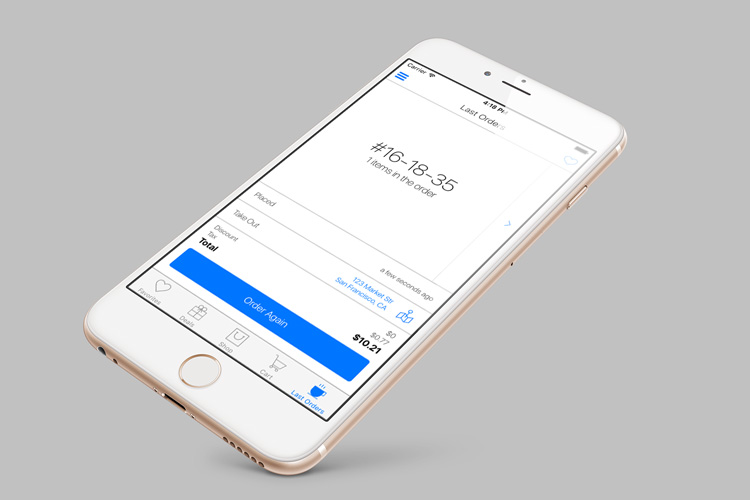 Carrier
4:16 PM
Last Orders
#16-18-35
1 items in the order
Placed
a few seconds ago
Take Out
123 Market Str
San Francisco, CA
Discount
$0
Tax
$0.77
Total
$10.21
Order Again
Favorites
Deals
Shop
Cart
Last Orders